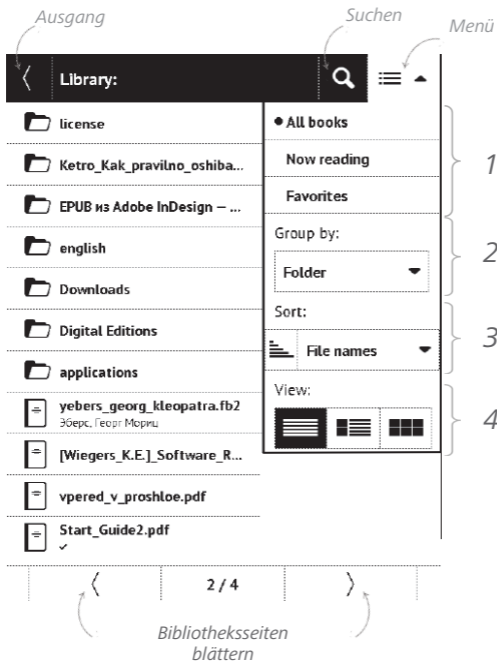 Ausgang
Suchen
Menü
Library:
license
Ketro_Kak_pravilno_oshiba...
EPUB из Adobe InDesign — ...
english
Downloads
Digital Editions
applications
yebers_georg_kleopatra.fb2
Эберс, Георг Мориц
[Wiegers_K.E.]_Software_R...
vpered_v_proshloe.pdf
Start_Guide2.pdf
All books
Now reading
Favorites
1
Group by:
Folder
2
Sort:
File names
3
View:
4
2 / 4
Bibliotheksseiten
blättern